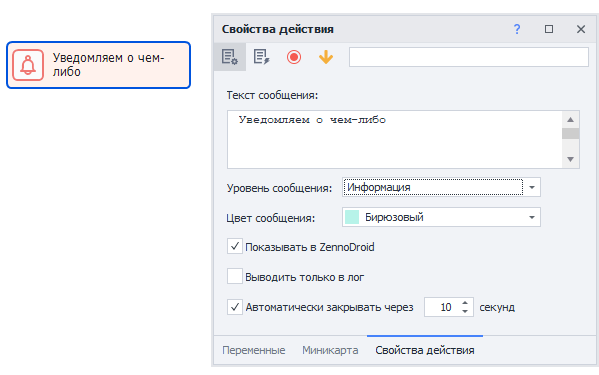 Уведомляем о чем-
либо
Свойства действия
?
Текст сообщения:
Уведомляем о чем-либо
Уровень сообщения: Информация
Цвет сообщения: Бирюзовый
Показывать в ZennoDroid
Выводить только в лог
Автоматически закрывать через 10 секунд
Переменные Миникарта Свойства действия